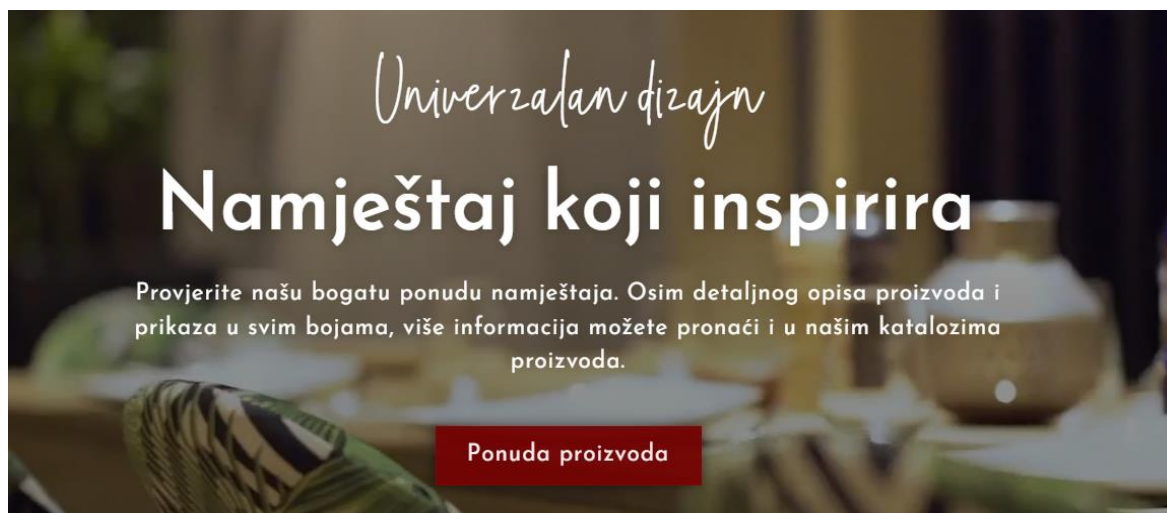 Univerzalan dizajn
Namještaj koji inspirira
Provjerite našu bogatu ponudu namještaja. Osim detaljnog opisa proizvoda i
prikaza u svim bojama, više informacija možete pronaći i u našim katalozima
proizvoda.
Ponuda proizvoda